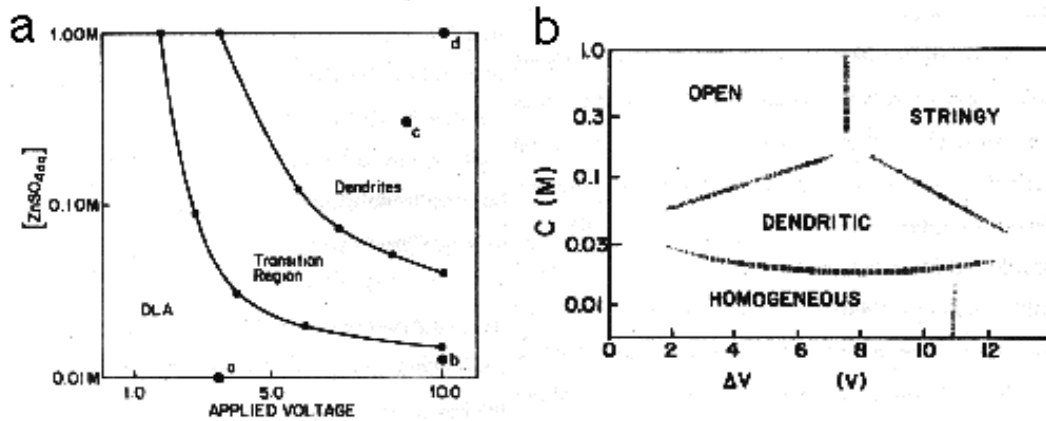 a
1.00M
d
c
[ZnSO4aq]
Dendrites
0.10M
Transition
Region
DLA
b
a
0.01M
1.0
5.0
10.0
APPLIED VOLTAGE
b
1.0
OPEN
0.3
STRINGY
0.1
C (M)
DENDRITIC
0.03
HOMOGENEOUS
0.01
0 2 4 6 8 10 12
ΔV (V)